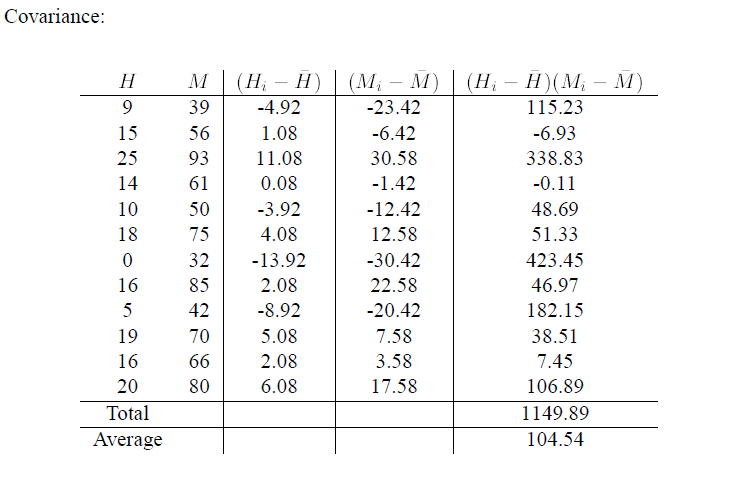 Covariance:
H M (H_i − H̄) (M_i − M̄) (H_i − H̄)(M_i − M̄)
9 39 -4.92 -23.42 115.23
15 56 1.08 -6.42 -6.93
25 93 11.08 30.58 338.83
14 61 0.08 -1.42 -0.11
10 50 -3.92 -12.42 48.69
18 75 4.08 12.58 51.33
0 32 -13.92 -30.42 423.45
16 85 2.08 22.58 46.97
5 42 -8.92 -20.42 182.15
19 70 5.08 7.58 38.51
16 66 2.08 3.58 7.45
20 80 6.08 17.58 106.89
Total 1149.89
Average 104.54